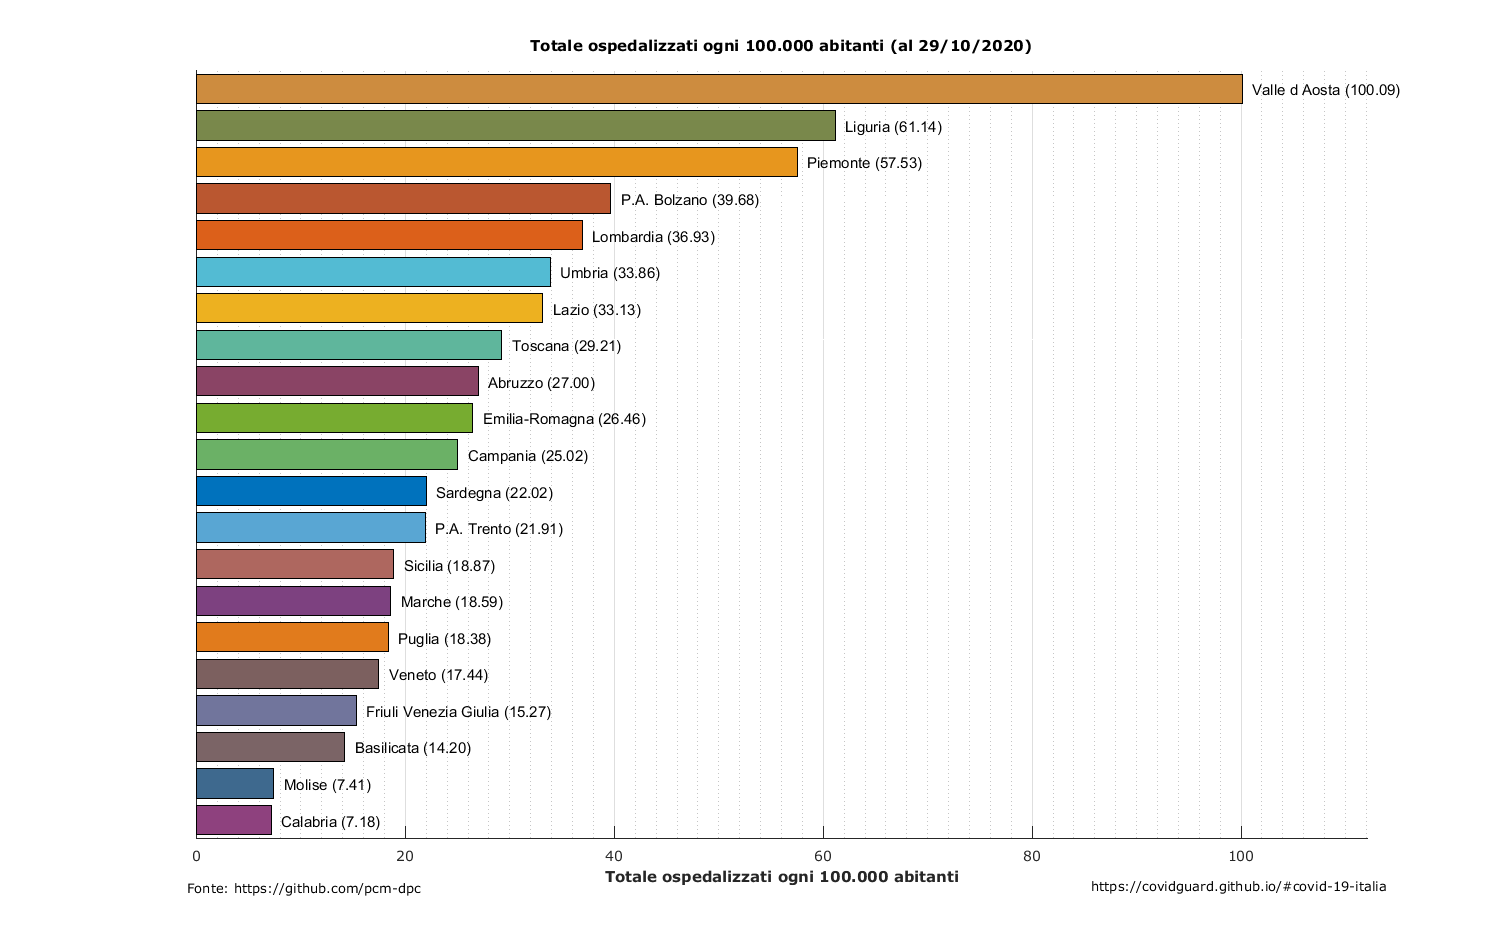 Totale ospedalizzati ogni 100.000 abitanti (al 29/10/2020)
Valle d Aosta (100.09)
Liguria (61.14)
Piemonte (57.53)
P.A. Bolzano (39.68)
Lombardia (36.93)
Umbria (33.86)
Lazio (33.13)
Toscana (29.21)
Abruzzo (27.00)
Emilia-Romagna (26.46)
Campania (25.02)
Sardegna (22.02)
P.A. Trento (21.91)
Sicilia (18.87)
Marche (18.59)
Puglia (18.38)
Veneto (17.44)
Friuli Venezia Giulia (15.27)
Basilicata (14.20)
Molise (7.41)
Calabria (7.18)
0 20 40 60 80 100
Totale ospedalizzati ogni 100.000 abitanti
Fonte: https://github.com/pcm-dpc
https://covidguard.github.io/#covid-19-italia